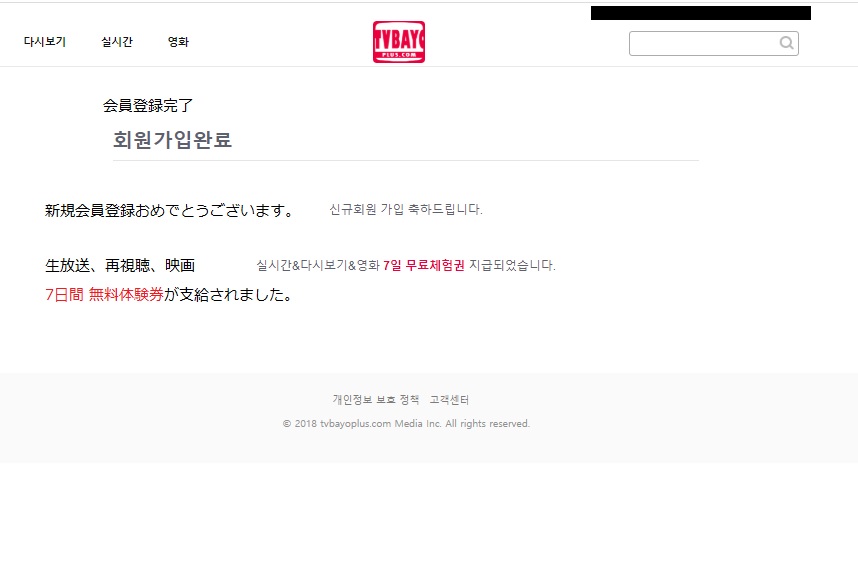 다시보기 실시간 영화
TVBAYO
PLUS.COM
会員登録完了
회원가입완료
新規会員登録おめでとうございます。 신규회원 가입 축하드립니다.
生放送、再視聴、映画 실시간&다시보기&영화 7일 무료체험권 지급되었습니다.
7日間 無料体験券が支給されました。
개인정보 보호 정책 고객센터
© 2018 tvbayoplus.com Media Inc. All rights reserved.